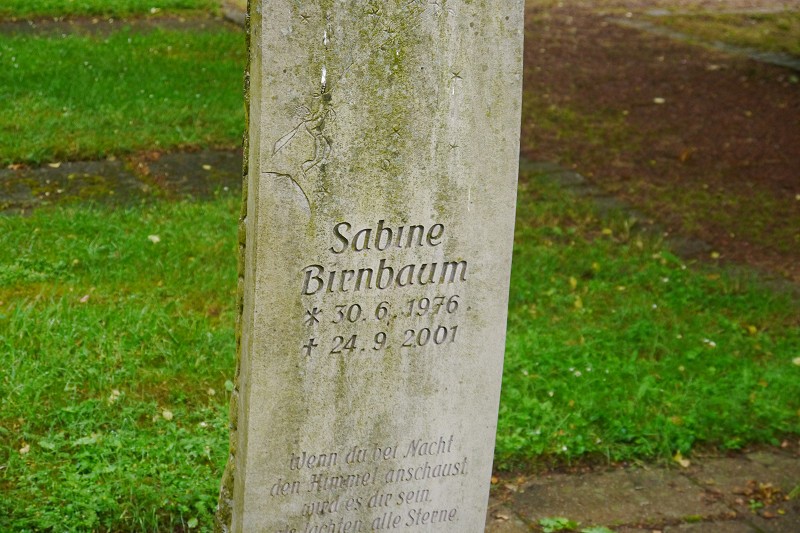 Sabine
Birnbaum
* 30. 6. 1976
† 24. 9. 2001
Wenn du bei Nacht
den Himmel anschaust,
wird es dir sein,
als lachten alle Sterne.